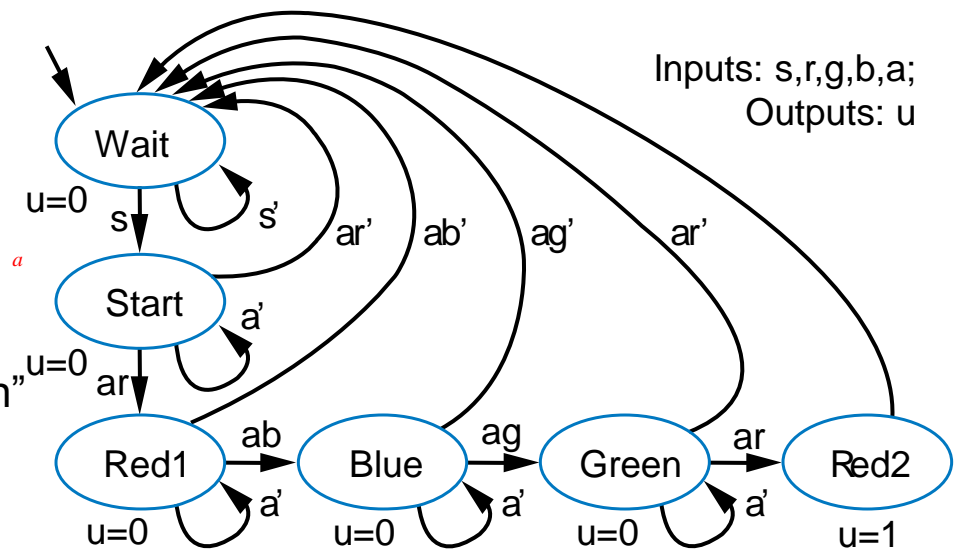 Inputs: s,r,g,b,a;
Outputs: u
Wait
u=0
s
s'
ar'
ab'
ag'
ar'
a
Start
a'
u=0
n”
ar
Red1
ab
Blue
ag
Green
ar
Red2
a'
a'
a'
u=0
u=0
u=0
u=1